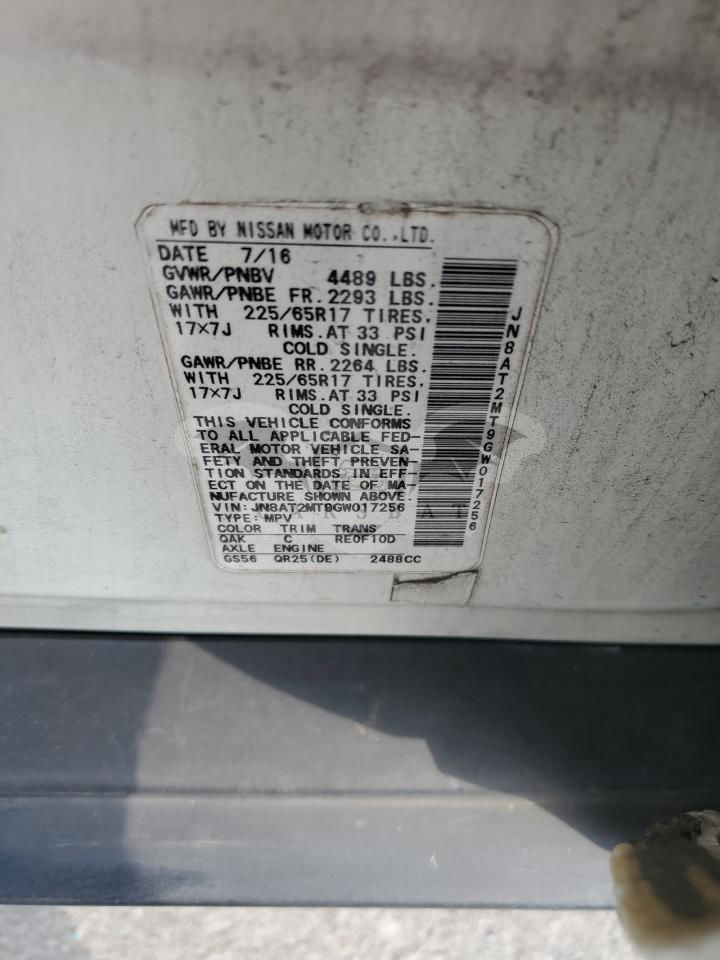 MFD BY NISSAN MOTOR CO.,LTD.
DATE 7/16
GVWR/PNBV 4489 LBS.
GAWR/PNBE FR. 2293 LBS.
WITH 225/65R17 TIRES.
17×7J RIMS.AT 33 PSI
COLD SINGLE.
GAWR/PNBE RR. 2264 LBS.
WITH 225/65R17 TIRES.
17×7J RIMS.AT 33 PSI
COLD SINGLE.
THIS VEHICLE CONFORMS
TO ALL APPLICABLE FED-
ERAL MOTOR VEHICLE SA-
FETY AND THEFT PREVEN-
TION STANDARDS IN EFF-
ECT ON THE DATE OF MA-
NUFACTURE SHOWN ABOVE.
VIN: JN8AT2MT9GW017256
TYPE: MPV
COLOR TRIM TRANS
QAK C RE0F10D
AXLE ENGINE
GS56 QR25(DE) 2488CC
JN8AT2MT9GW017256